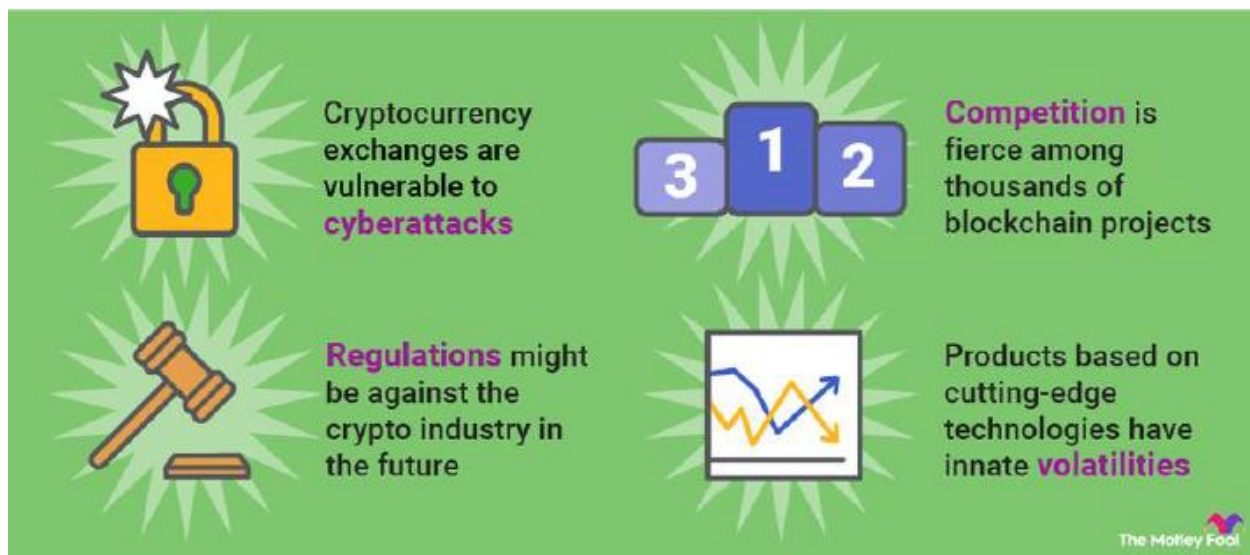 Cryptocurrency
exchanges are
vulnerable to
cyberattacks
3
1
2
Competition is
fierce among
thousands of
blockchain projects
Regulations might
be against the
crypto industry in
the future
Products based on
cutting-edge
technologies have
innate volatilities
The Motley Fool